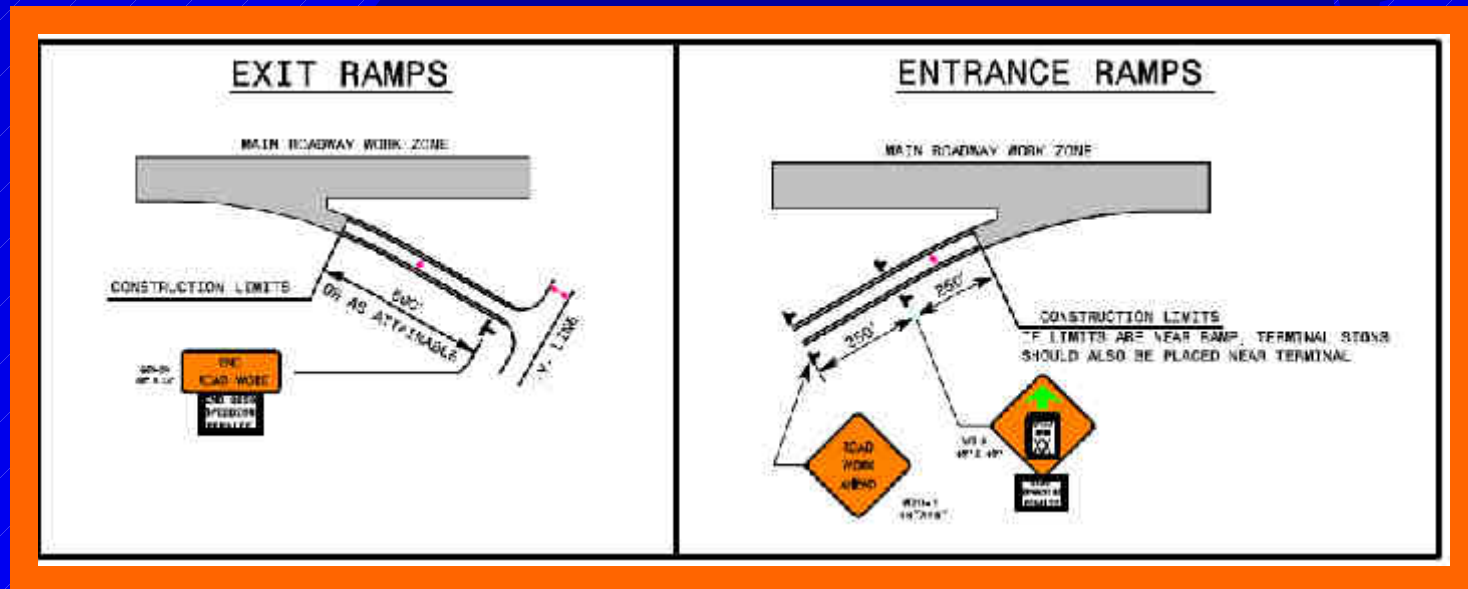 EXIT RAMPS
MAIN ROADWAY WORK ZONE
CONSTRUCTION LIMITS
500'
OR AS ATTAINABLE
-Y- LINE
END
ROAD WORK
ENTRANCE RAMPS
MAIN ROADWAY WORK ZONE
250'
350'
CONSTRUCTION LIMITS
IF LIMITS ARE NEAR RAMP, TERMINAL SIGNS
SHOULD ALSO BE PLACED NEAR TERMINAL
ROAD
WORK
AHEAD
XX